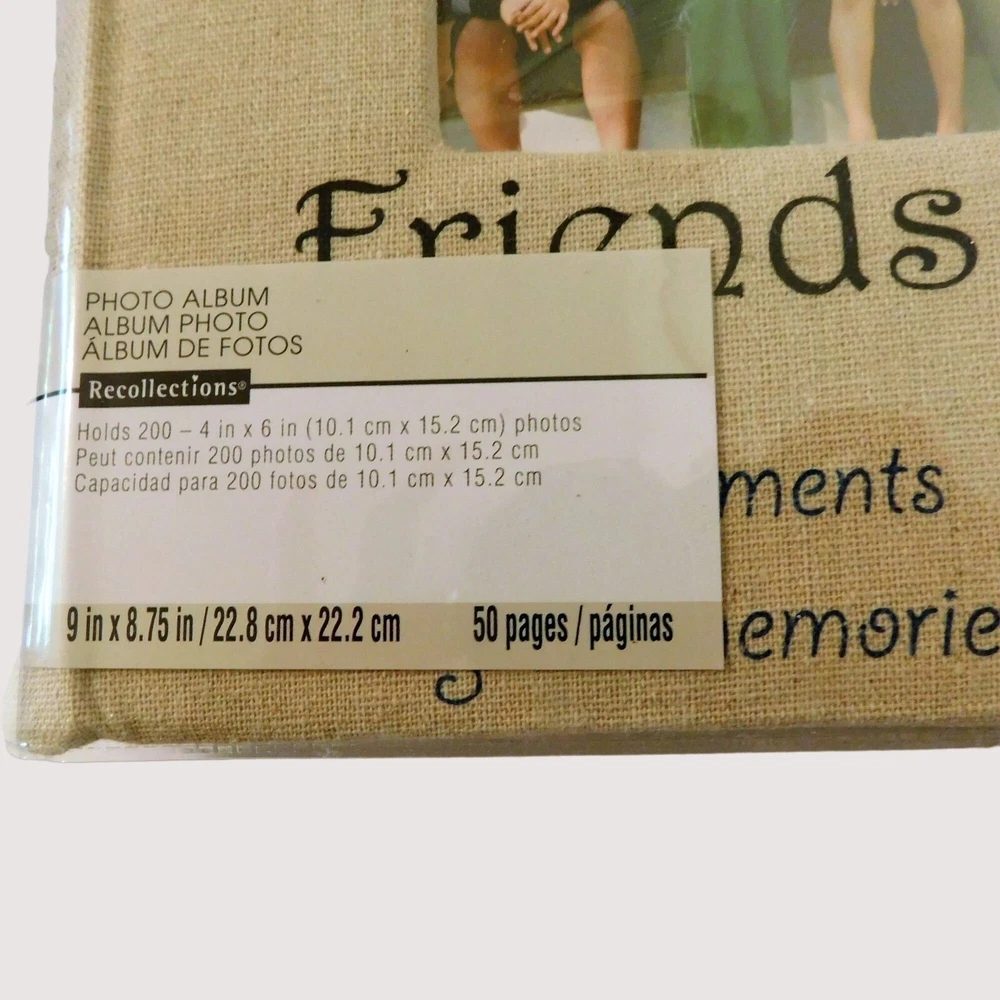 Friends
PHOTO ALBUM
ALBUM PHOTO
ÁLBUM DE FOTOS
Recollections®
Holds 200 – 4 in x 6 in (10.1 cm x 15.2 cm) photos
Peut contenir 200 photos de 10.1 cm x 15.2 cm
Capacidad para 200 fotos de 10.1 cm x 15.2 cm
ments
emorie
9 in x 8.75 in / 22.8 cm x 22.2 cm 50 pages / páginas